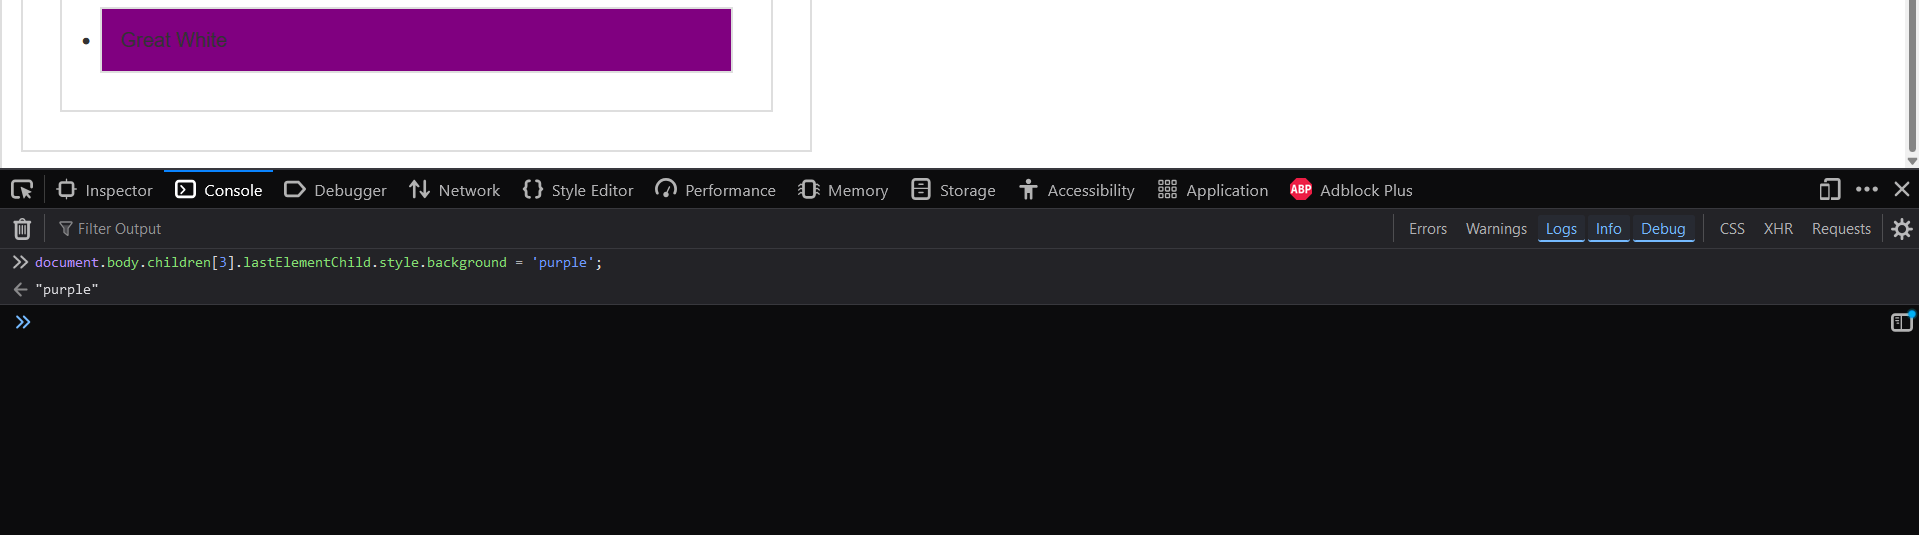 • Great White
Inspector Console Debugger Network Style Editor Performance Memory Storage Accessibility Application ABP Adblock Plus
Filter Output Errors Warnings Logs Info Debug CSS XHR Requests
document.body.children[3].lastElementChild.style.background = 'purple';
"purple"